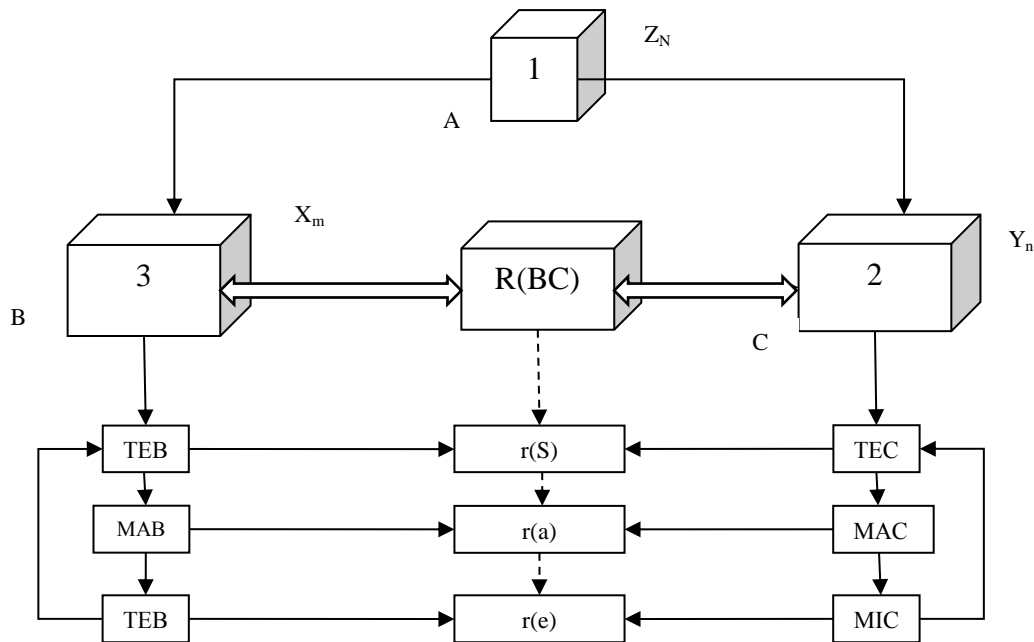 Z_N
1
A
X_m
Y_n
3
R(BC)
2
B
C
TEB
r(S)
TEC
MAB
r(a)
MAC
TEB
r(e)
MIC